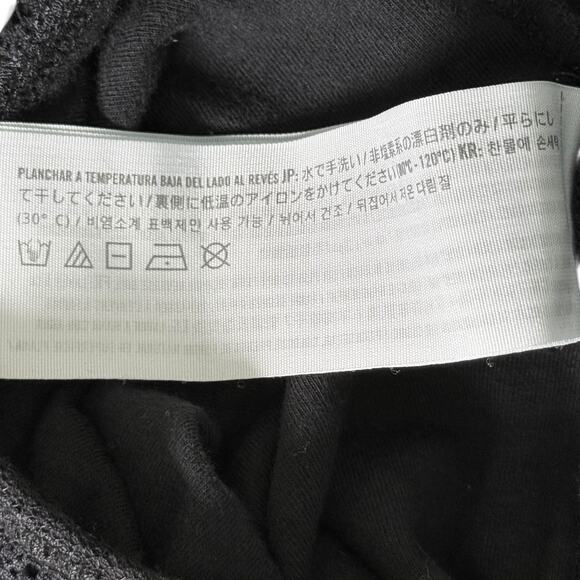 PLANCHAR A TEMPERATURA BAJA DEL LADO AL REVÉS JP: 水で手洗い/非塩素系の漂白剤のみ/平らにし
て干してください/裏側に低温のアイロンをかけてください(80℃-120℃) KR: 찬물에 손세탁
(30° C) / 비염소계 표백제만 사용 가능 / 뉘어서 건조 / 뒤집어서 저온 다림 질